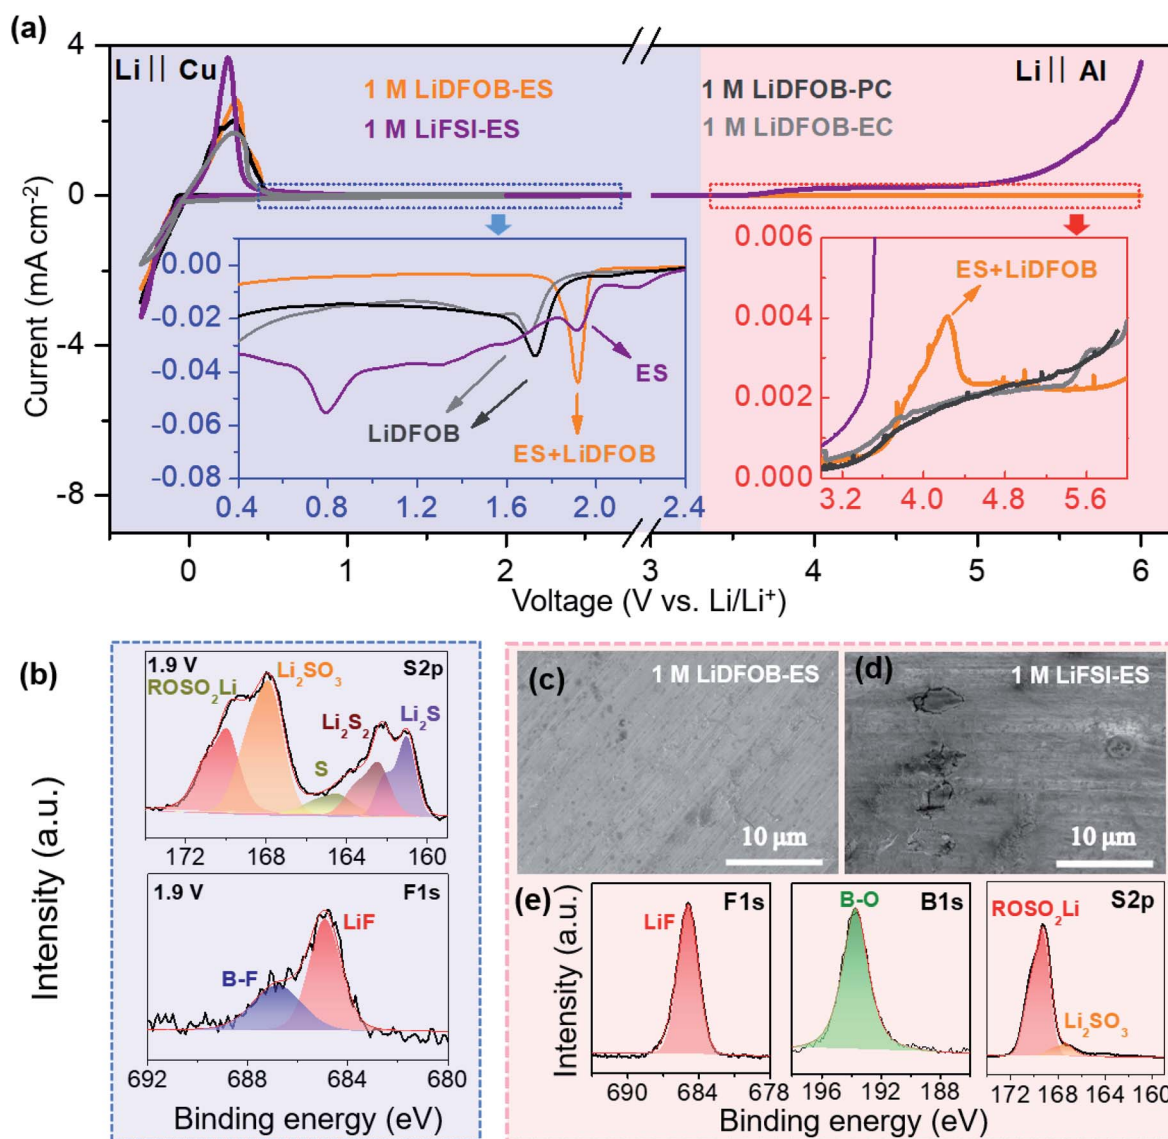 (a)
4
0
−4
−8
Current (mA cm⁻²)
Li || Cu
1 M LiDFOB-ES
1 M LiFSI-ES
1 M LiDFOB-PC
1 M LiDFOB-EC
Li || Al
0.00
−0.02
−0.04
−0.06
−0.08
0.4 0.8 1.2 1.6 2.0 2.4
ES
LiDFOB
ES+LiDFOB
0.006
0.004
0.002
0.000
3.2 4.0 4.8 5.6
ES+LiDFOB
0 1 2 3 4 5 6
Voltage (V vs. Li/Li⁺)
(b)
1.9 V
S2p
ROSO₂Li
Li₂SO₃
S
Li₂S₂
Li₂S
172 168 164 160
1.9 V
F1s
B-F
LiF
692 688 684 680
Intensity (a.u.)
Binding energy (eV)
(c)
1 M LiDFOB-ES
10 μm
(d)
1 M LiFSI-ES
10 μm
(e)
Intensity (a.u.)
F1s
LiF
690 684 678
B1s
B-O
196 192 188
S2p
ROSO₂Li
Li₂SO₃
172 168 164 160
Binding energy (eV)